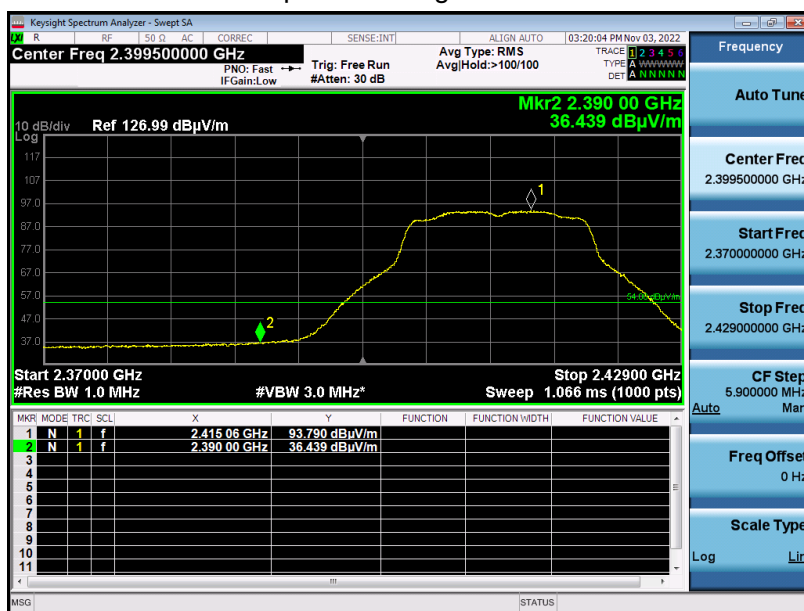 Keysight Spectrum Analyzer - Swept SA
LXI R RF 50 Ω AC CORREC SENSE:INT ALIGN AUTO 03:20:04 PM Nov 03, 2022
Center Freq 2.399500000 GHz
PNO: Fast
IFGain:Low
Trig: Free Run
#Atten: 30 dB
Avg Type: RMS
Avg|Hold:>100/100
TRACE 1 2 3 4 5 6
TYPE A WWWWW
DET A N N N N N
Mkr2 2.390 00 GHz
36.439 dBµV/m
10 dB/div Ref 126.99 dBµV/m
Log
117
107
97.0
87.0
77.0
67.0
57.0
47.0
37.0
1
2
54.00 dBµV/m
Start 2.37000 GHz Stop 2.42900 GHz
#Res BW 1.0 MHz #VBW 3.0 MHz* Sweep 1.066 ms (1000 pts)
MKR MODE TRC SCL X Y FUNCTION FUNCTION WIDTH FUNCTION VALUE
1 N 1 f 2.415 06 GHz 93.790 dBµV/m
2 N 1 f 2.390 00 GHz 36.439 dBµV/m
3
4
5
6
7
8
9
10
11
MSG STATUS
Frequency
Auto Tune
Center Freq
2.399500000 GHz
Start Freq
2.370000000 GHz
Stop Freq
2.429000000 GHz
CF Step
5.900000 MHz
Auto Man
Freq Offset
0 Hz
Scale Type
Log Lin